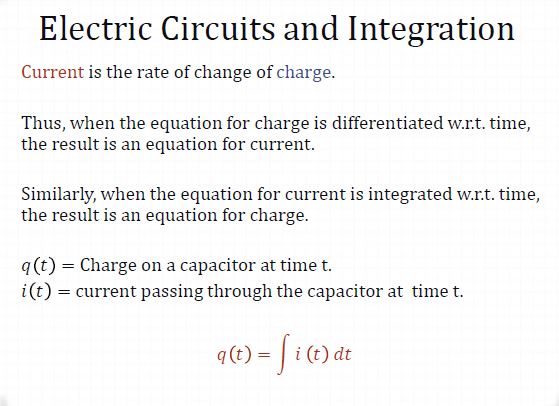 Electric Circuits and Integration
Current is the rate of change of charge.
Thus, when the equation for charge is differentiated w.r.t. time,
the result is an equation for current.
Similarly, when the equation for current is integrated w.r.t. time,
the result is an equation for charge.
q(t) = Charge on a capacitor at time t.
i(t) = current passing through the capacitor at time t.
q(t) = ∫ i (t) dt